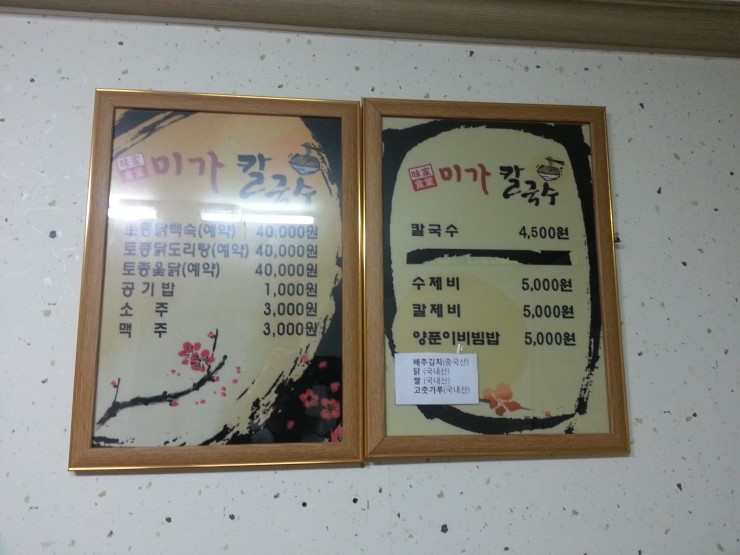 味家
食堂
미가 칼국수
토종닭백숙(예약) 40,000원
토종닭도리탕(예약) 40,000원
토종옻닭(예약) 40,000원
공기밥 1,000원
소 주 3,000원
맥 주 3,000원
味家
食堂
미가 칼국수
칼국수 4,500원
수제비 5,000원
칼제비 5,000원
양푼이비빔밥 5,000원
배추김치(중국산)
닭 (국내산)
쌀 (국내산)
고춧가루(국내산)